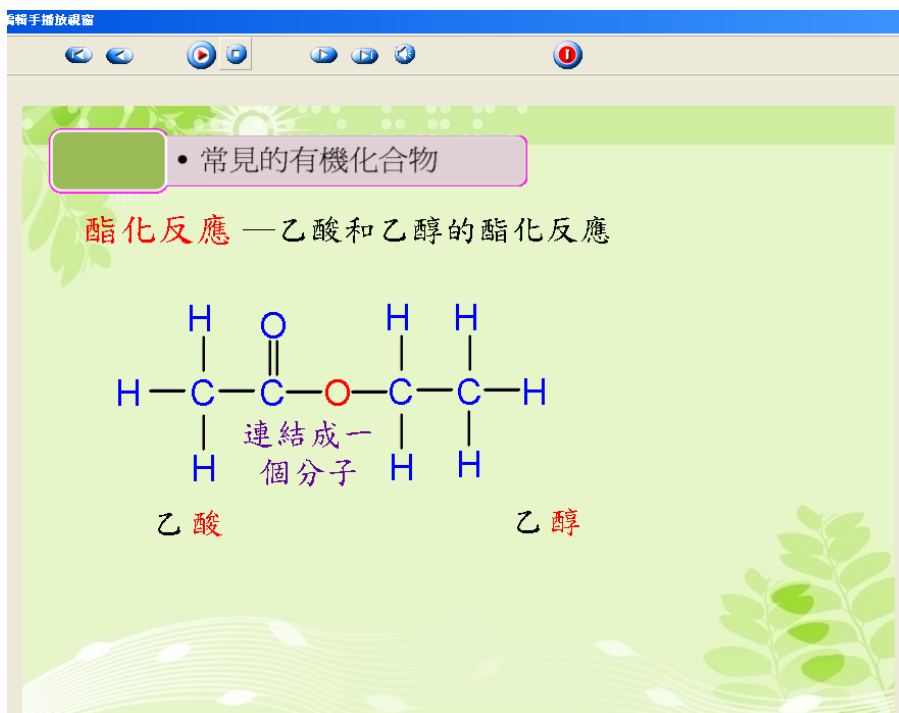 編輯手播放視窗
• 常見的有機化合物
酯化反應 —乙酸和乙醇的酯化反應
H O H H
H—C—C—O—C—C—H
連結成一
H 個分子 H H
乙酸 乙醇